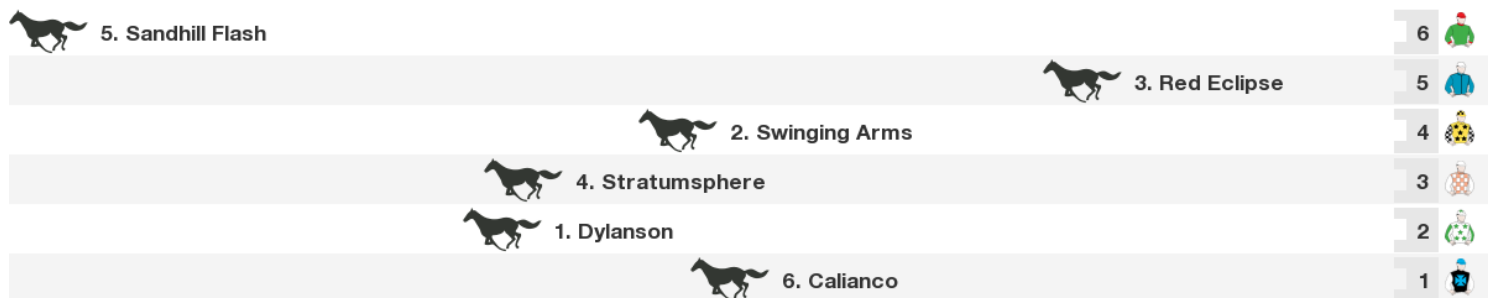 5. Sandhill Flash 6
3. Red Eclipse 5
2. Swinging Arms 4
4. Stratumsphere 3
1. Dylanson 2
6. Calianco 1